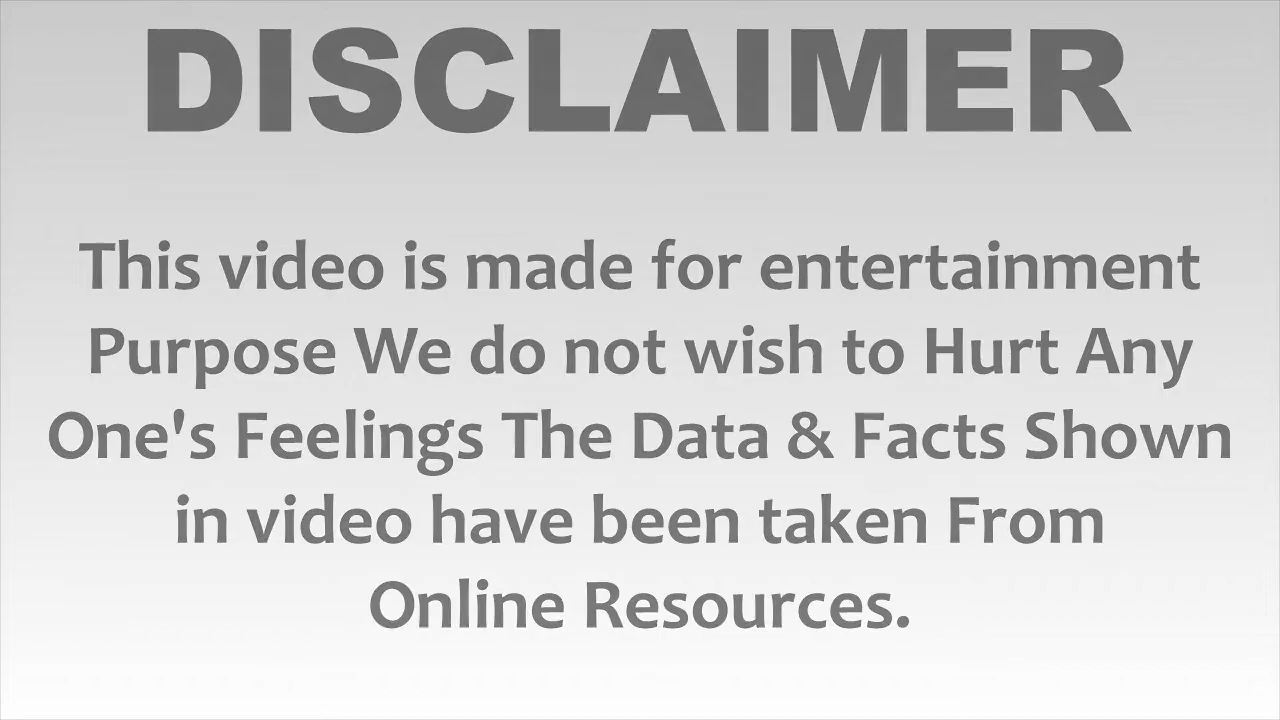 DISCLAIMER
This video is made for entertainment
Purpose We do not wish to Hurt Any
One's Feelings The Data & Facts Shown
in video have been taken From
Online Resources.